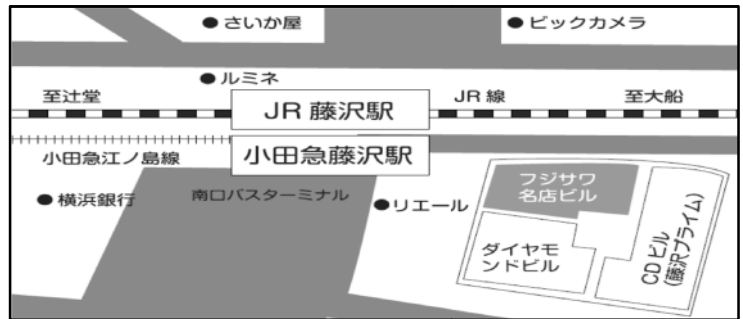 ●さいか屋
●ビックカメラ
●ルミネ
至辻堂
JR 藤沢駅
JR 線
至大船
小田急江ノ島線
小田急藤沢駅
●横浜銀行
南口バスターミナル
●リエール
フジサワ
名店ビル
ダイヤモ
ンドビル
CDビル
(藤沢プライム)